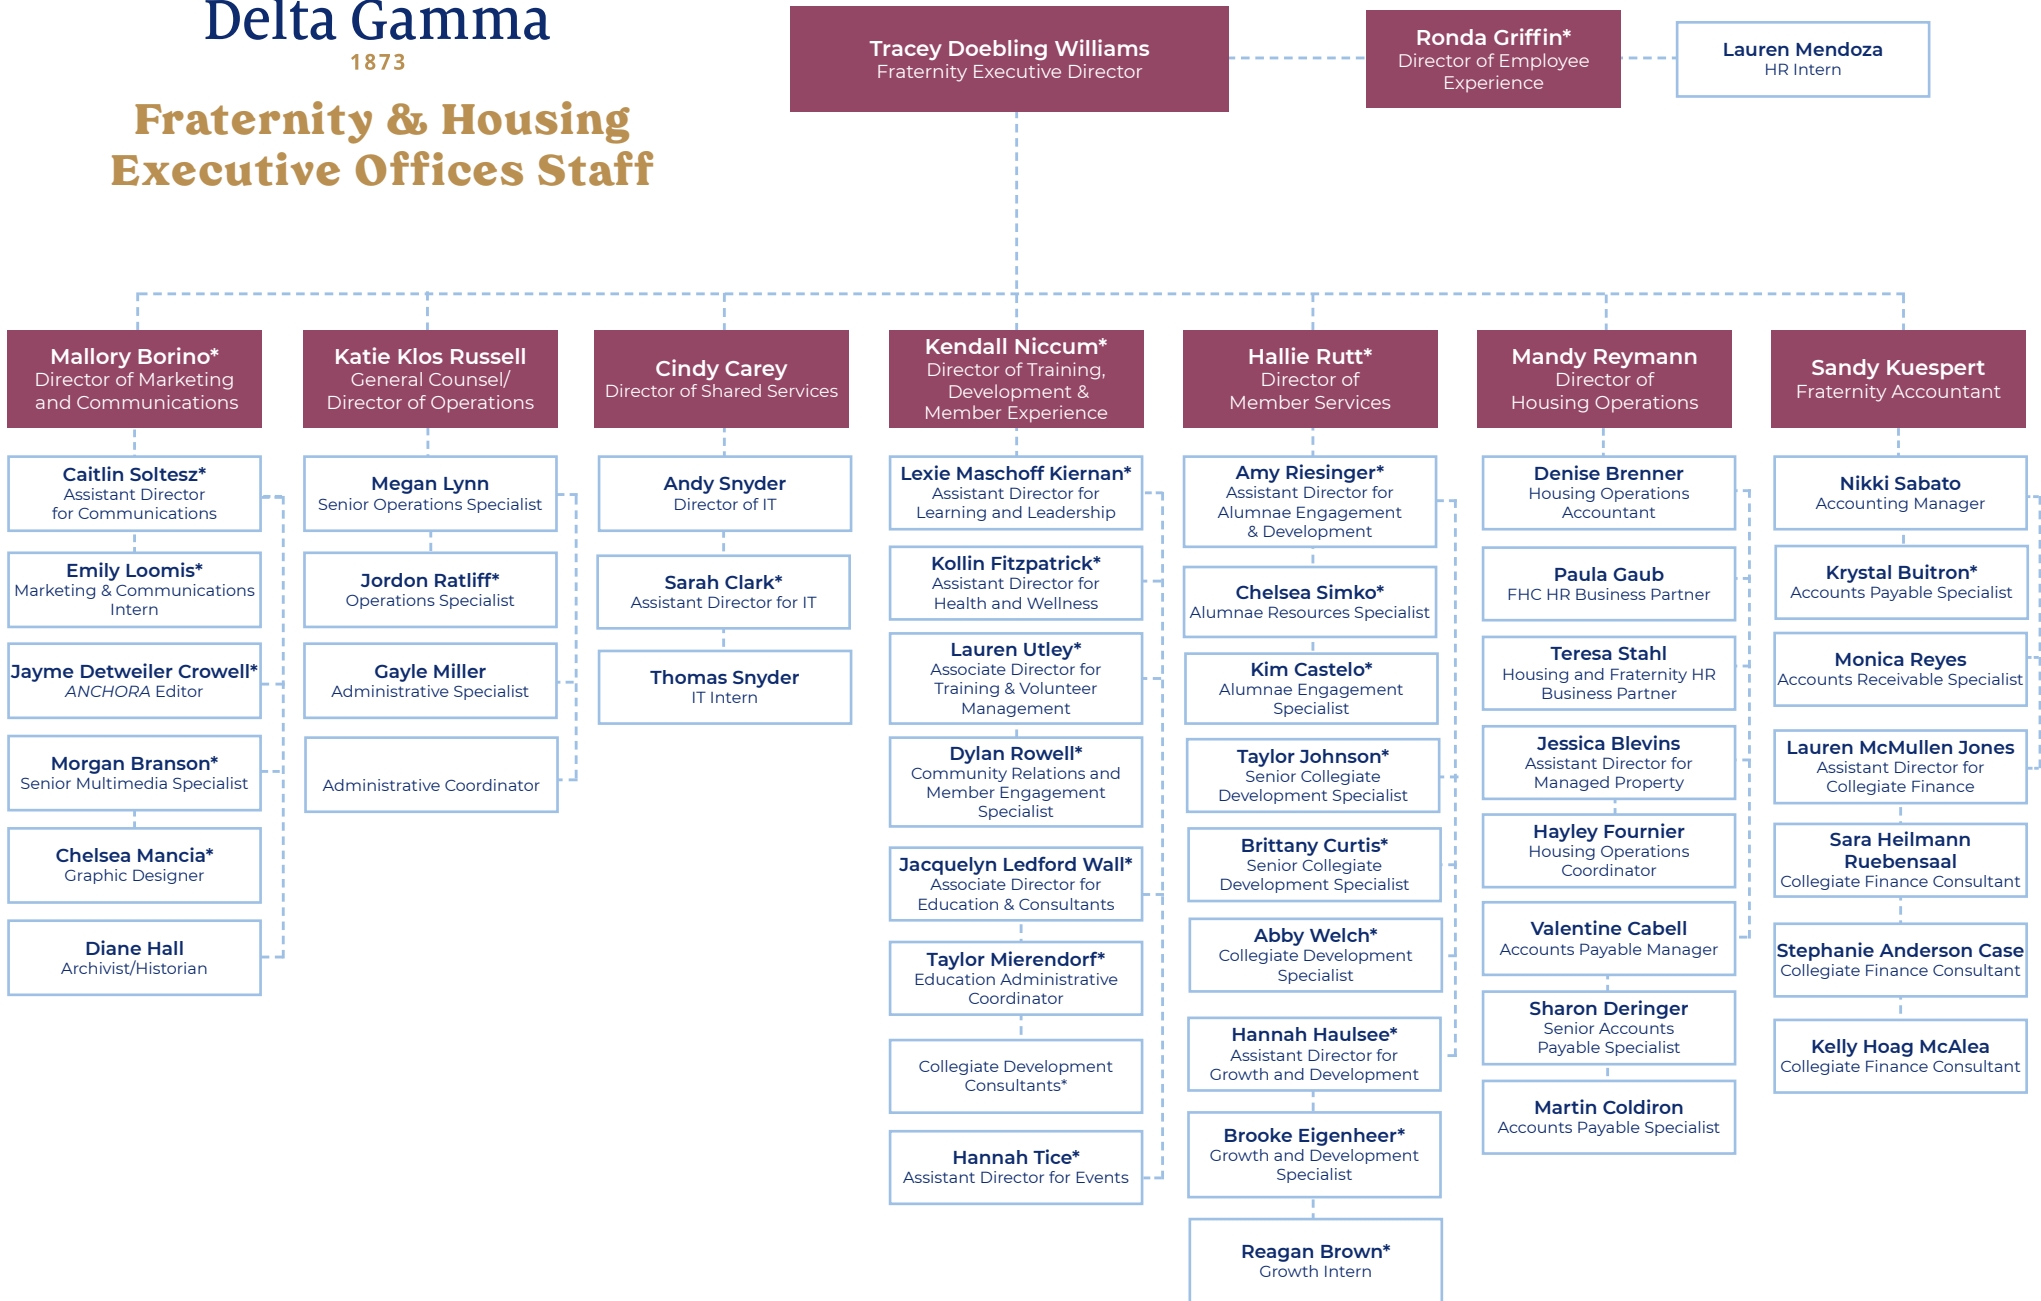 Delta Gamma
1873
Fraternity & Housing
Executive Offices Staff
Tracey Doebling Williams
Fraternity Executive Director
Ronda Griffin*
Director of Employee
Experience
Lauren Mendoza
HR Intern
Mallory Borino*
Director of Marketing
and Communications
Caitlin Soltesz*
Assistant Director
for Communications
Emily Loomis*
Marketing & Communications
Intern
Jayme Detweiler Crowell*
ANCHORA Editor
Morgan Branson*
Senior Multimedia Specialist
Chelsea Mancia*
Graphic Designer
Diane Hall
Archivist/Historian
Katie Klos Russell
General Counsel/
Director of Operations
Megan Lynn
Senior Operations Specialist
Jordon Ratliff*
Operations Specialist
Gayle Miller
Administrative Specialist
Administrative Coordinator
Cindy Carey
Director of Shared Services
Andy Snyder
Director of IT
Sarah Clark*
Assistant Director for IT
Thomas Snyder
IT Intern
Kendall Niccum*
Director of Training,
Development &
Member Experience
Lexie Maschoff Kiernan*
Assistant Director for
Learning and Leadership
Kollin Fitzpatrick*
Assistant Director for
Health and Wellness
Lauren Utley*
Associate Director for
Training & Volunteer
Management
Dylan Rowell*
Community Relations and
Member Engagement
Specialist
Jacquelyn Ledford Wall*
Associate Director for
Education & Consultants
Taylor Mierendorf*
Education Administrative
Coordinator
Collegiate Development
Consultants*
Hannah Tice*
Assistant Director for Events
Hallie Rutt*
Director of
Member Services
Amy Riesinger*
Assistant Director for
Alumnae Engagement
& Development
Chelsea Simko*
Alumnae Resources Specialist
Kim Castelo*
Alumnae Engagement
Specialist
Taylor Johnson*
Senior Collegiate
Development Specialist
Brittany Curtis*
Senior Collegiate
Development Specialist
Abby Welch*
Collegiate Development
Specialist
Hannah Haulsee*
Assistant Director for
Growth and Development
Brooke Eigenheer*
Growth and Development
Specialist
Reagan Brown*
Growth Intern
Mandy Reymann
Director of
Housing Operations
Denise Brenner
Housing Operations
Accountant
Paula Gaub
FHC HR Business Partner
Teresa Stahl
Housing and Fraternity HR
Business Partner
Jessica Blevins
Assistant Director for
Managed Property
Hayley Fournier
Housing Operations
Coordinator
Valentine Cabell
Accounts Payable Manager
Sharon Deringer
Senior Accounts
Payable Specialist
Martin Coldiron
Accounts Payable Specialist
Sandy Kuespert
Fraternity Accountant
Nikki Sabato
Accounting Manager
Krystal Buitron*
Accounts Payable Specialist
Monica Reyes
Accounts Receivable Specialist
Lauren McMullen Jones
Assistant Director for
Collegiate Finance
Sara Heilmann
Ruebensaal
Collegiate Finance Consultant
Stephanie Anderson Case
Collegiate Finance Consultant
Kelly Hoag McAlea
Collegiate Finance Consultant